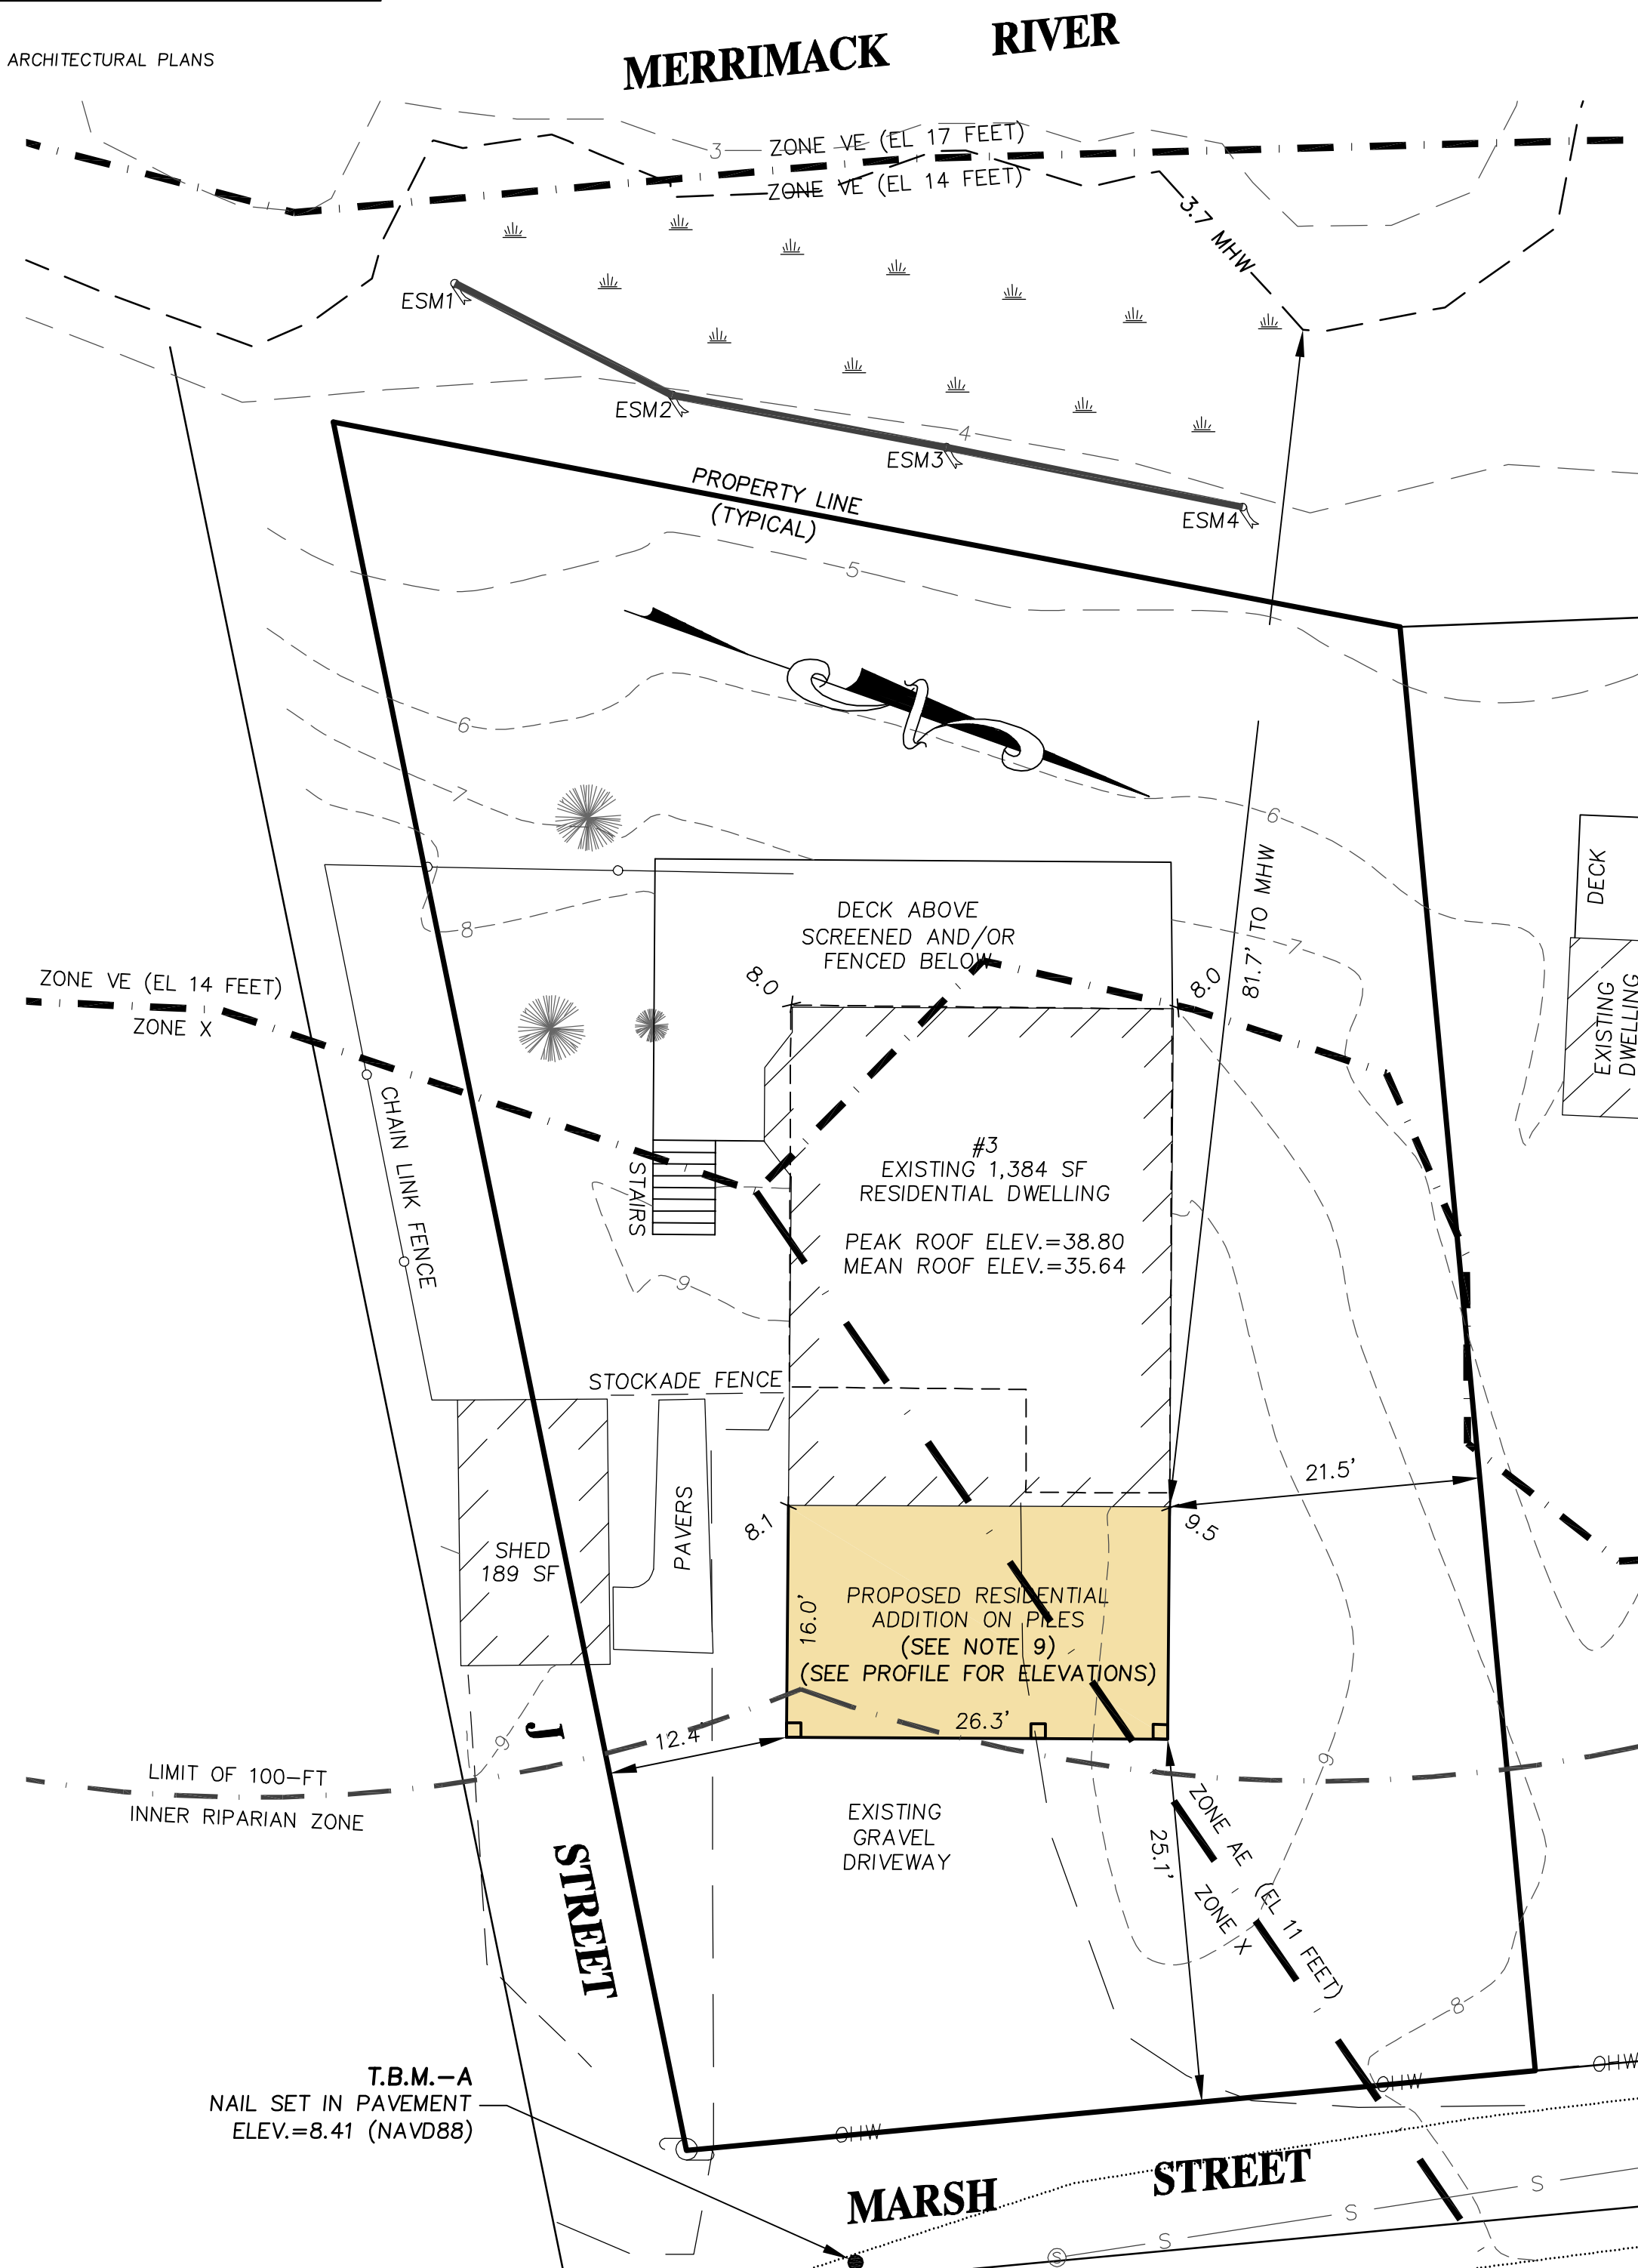 MERRIMACK RIVER
ARCHITECTURAL PLANS
3
ZONE VE (EL 17 FEET)
ZONE VE (EL 14 FEET)
3.7 MHW
ESM1
ESM2
4
ESM3
ESM4
PROPERTY LINE
(TYPICAL)
5
6
7
6
DECK
8
DECK ABOVE
SCREENED AND/OR
FENCED BELOW
81.7' TO MHW
7
8.0
8.0
ZONE VE (EL 14 FEET)
ZONE X
EXISTING
DWELLING
CHAIN LINK FENCE
STAIRS
#3
EXISTING 1,384 SF
RESIDENTIAL DWELLING
PEAK ROOF ELEV.=38.80
MEAN ROOF ELEV.=35.64
9
STOCKADE FENCE
21.5'
PAVERS
8.1
9.5
SHED
189 SF
16.0'
PROPOSED RESIDENTIAL
ADDITION ON PILES
(SEE NOTE 9)
(SEE PROFILE FOR ELEVATIONS)
26.3'
12.4'
9
9
J STREET
LIMIT OF 100-FT
INNER RIPARIAN ZONE
EXISTING
GRAVEL
DRIVEWAY
25.1'
ZONE AE (EL 11 FEET)
ZONE X
8
OHW
OHW
OHW
T.B.M.-A
NAIL SET IN PAVEMENT
ELEV.=8.41 (NAVD88)
MARSH STREET
S
S
S
S